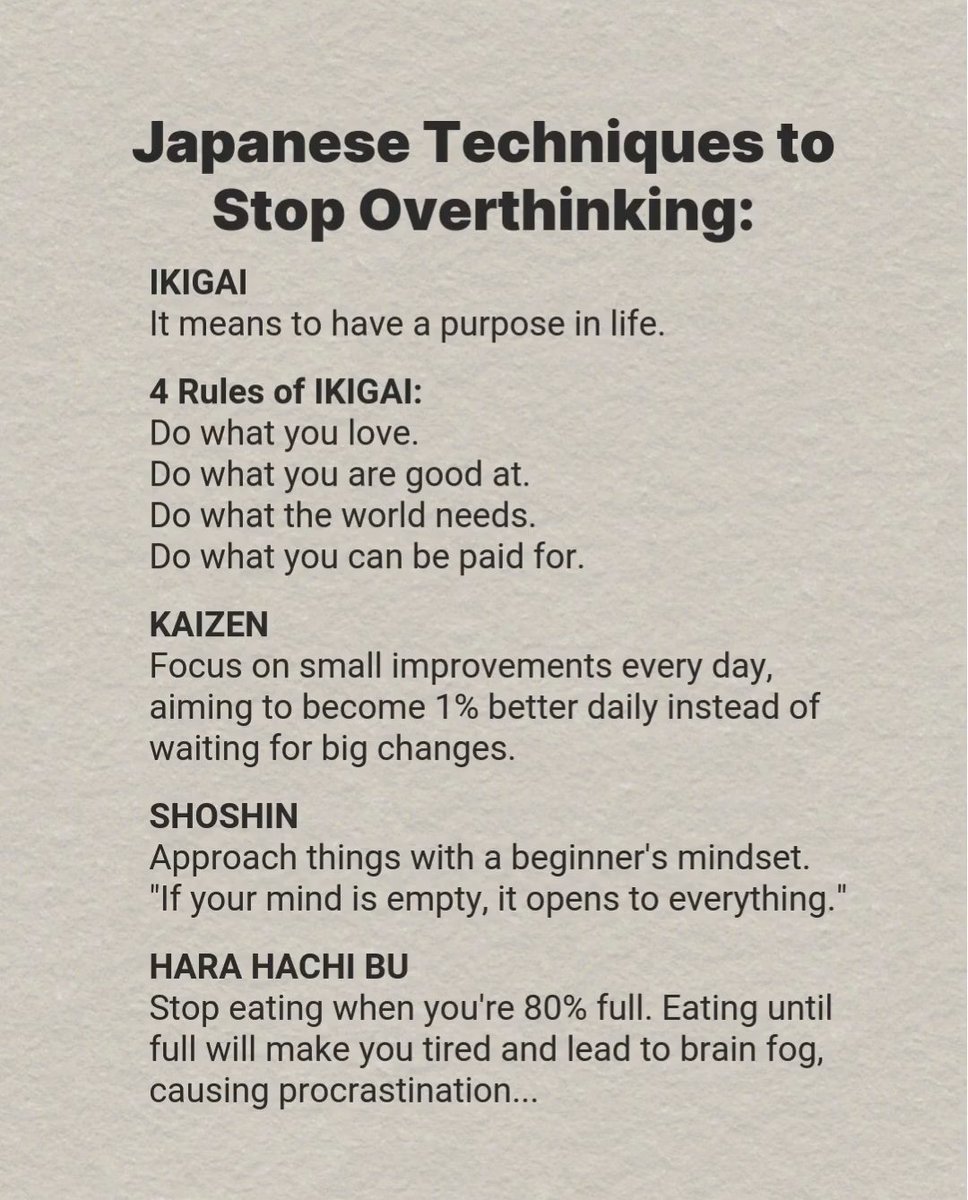 Japanese Techniques to
Stop Overthinking:
IKIGAI
It means to have a purpose in life.
4 Rules of IKIGAI:
Do what you love.
Do what you are good at.
Do what the world needs.
Do what you can be paid for.
KAIZEN
Focus on small improvements every day,
aiming to become 1% better daily instead of
waiting for big changes.
SHOSHIN
Approach things with a beginner's mindset.
"If your mind is empty, it opens to everything."
HARA HACHI BU
Stop eating when you're 80% full. Eating until
full will make you tired and lead to brain fog,
causing procrastination...